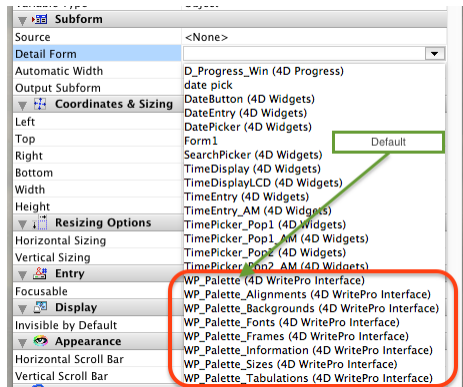 Subform
Source <None>
Detail Form
Automatic Width D_Progress_Win (4D Progress)
Output Subform date pick
DateButton (4D Widgets)
Coordinates & Sizing DateEntry (4D Widgets)
Left DatePicker (4D Widgets)
Top Form1
Default
Right SearchPicker (4D Widgets)
Bottom TimeDisplay (4D Widgets)
TimeDisplayLCD (4D Widgets)
Width TimeEntry (4D Widgets)
Height TimeEntry_AM (4D Widgets)
Resizing Options TimePicker_Pop1 (4D Widgets)
Horizontal Sizing TimePicker_Pop1_AM (4D Widgets)
Vertical Sizing TimePicker_Pop2 (4D Widgets)
TimePicker_Pop2_AM (4D Widgets)
Entry WP_Palette (4D WritePro Interface)
Focusable WP_Palette_Alignments (4D WritePro Interface)
Display WP_Palette_Backgrounds (4D WritePro Interface)
Invisible by Default WP_Palette_Fonts (4D WritePro Interface)
Appearance WP_Palette_Frames (4D WritePro Interface)
WP_Palette_Information (4D WritePro Interface)
Horizontal Scroll Bar WP_Palette_Sizes (4D WritePro Interface)
Vertical Scroll Bar WP_Palette_Tabulations (4D WritePro Interface)